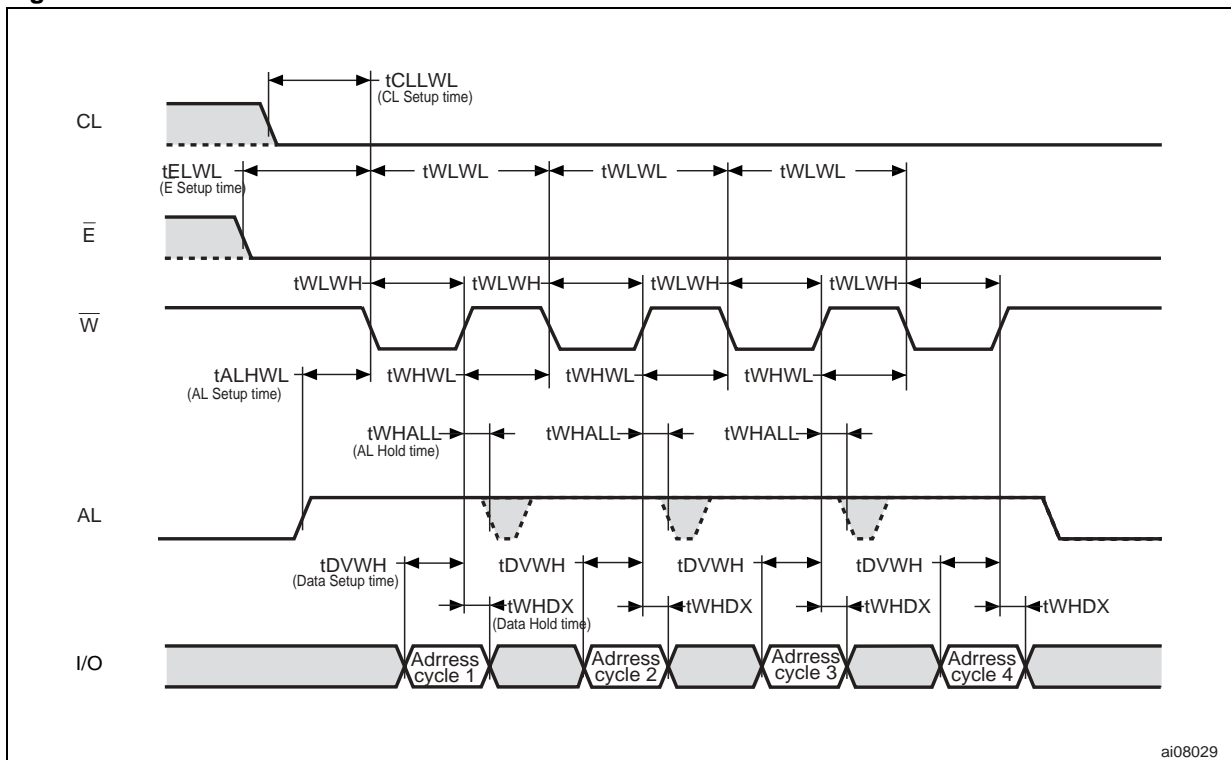 tCLLWL
(CL Setup time)
CL
tELWL tWLWL tWLWL tWLWL
(E Setup time)
E
tWLWH tWLWH tWLWH tWLWH
W
tALHWL tWHWL tWHWL tWHWL
(AL Setup time)
tWHALL tWHALL tWHALL
(AL Hold time)
AL
tDVWH tDVWH tDVWH tDVWH
(Data Setup time)
tWHDX tWHDX tWHDX tWHDX
(Data Hold time)
I/O
Adrress Adrress Adrress Adrress
cycle 1 cycle 2 cycle 3 cycle 4
ai08029